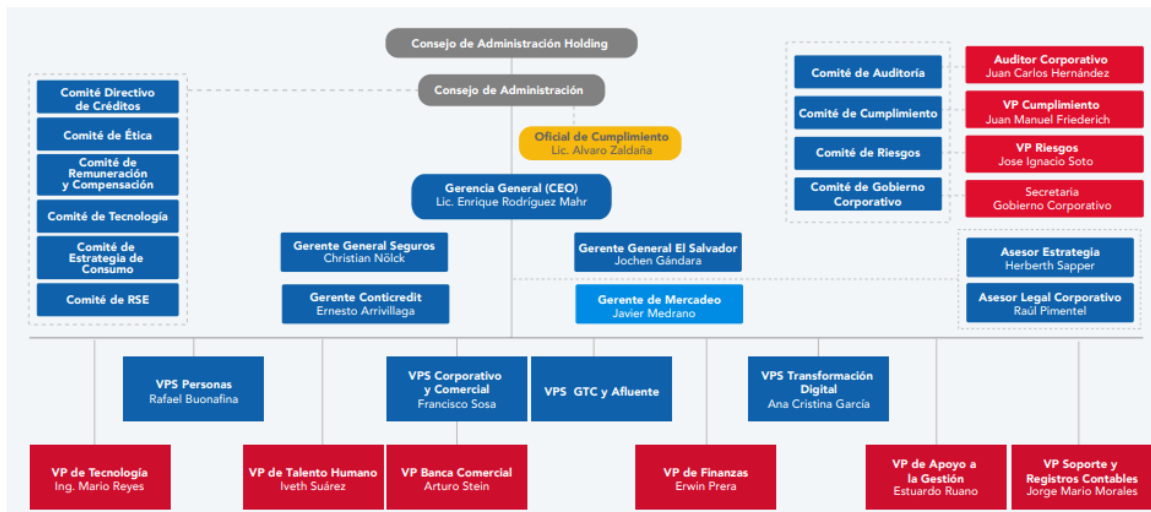 Consejo de Administración Holding
Consejo de Administración
Comité Directivo
de Créditos
Comité de Ética
Comité de
Remuneración
y Compensación
Comité de Tecnología
Comité de
Estrategia de
Consumo
Comité de RSE
Oficial de Cumplimiento
Lic. Alvaro Zaldaña
Gerencia General (CEO)
Lic. Enrique Rodríguez Mahr
Comité de Auditoría
Comité de Cumplimiento
Comité de Riesgos
Comité de Gobierno
Corporativo
Auditor Corporativo
Juan Carlos Hernández
VP Cumplimiento
Juan Manuel Friederich
VP Riesgos
Jose Ignacio Soto
Secretaria
Gobierno Corporativo
Gerente General Seguros
Christian Nölck
Gerente General El Salvador
Jochen Gándara
Gerente Conticredit
Ernesto Arrivillaga
Gerente de Mercadeo
Javier Medrano
Asesor Estrategia
Herberth Sapper
Asesor Legal Corporativo
Raúl Pimentel
VPS Personas
Rafael Buonafina
VPS Corporativo
y Comercial
Francisco Sosa
VPS GTC y Afluente
VPS Transformación
Digital
Ana Cristina García
VP de Tecnología
Ing. Mario Reyes
VP de Talento Humano
Iveth Suárez
VP Banca Comercial
Arturo Stein
VP de Finanzas
Erwin Prera
VP de Apoyo a
la Gestión
Estuardo Ruano
VP Soporte y
Registros Contables
Jorge Mario Morales